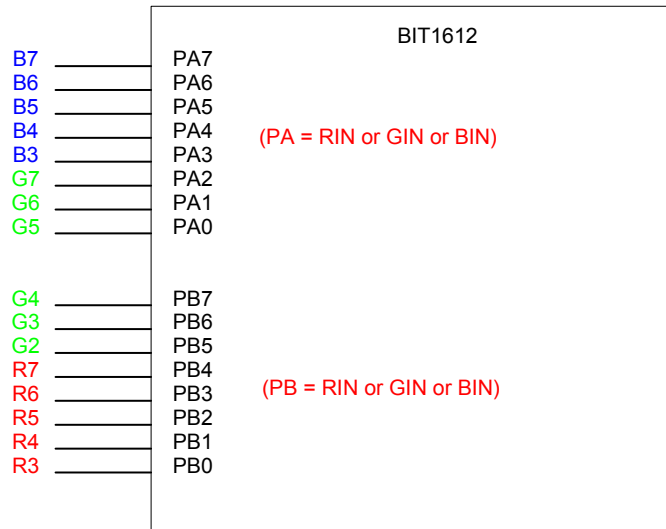 BIT1612
B7 PA7
B6 PA6
B5 PA5
B4 PA4
(PA = RIN or GIN or BIN)
B3 PA3
G7 PA2
G6 PA1
G5 PA0
G4 PB7
G3 PB6
G2 PB5
R7 PB4
R6 PB3
(PB = RIN or GIN or BIN)
R5 PB2
R4 PB1
R3 PB0